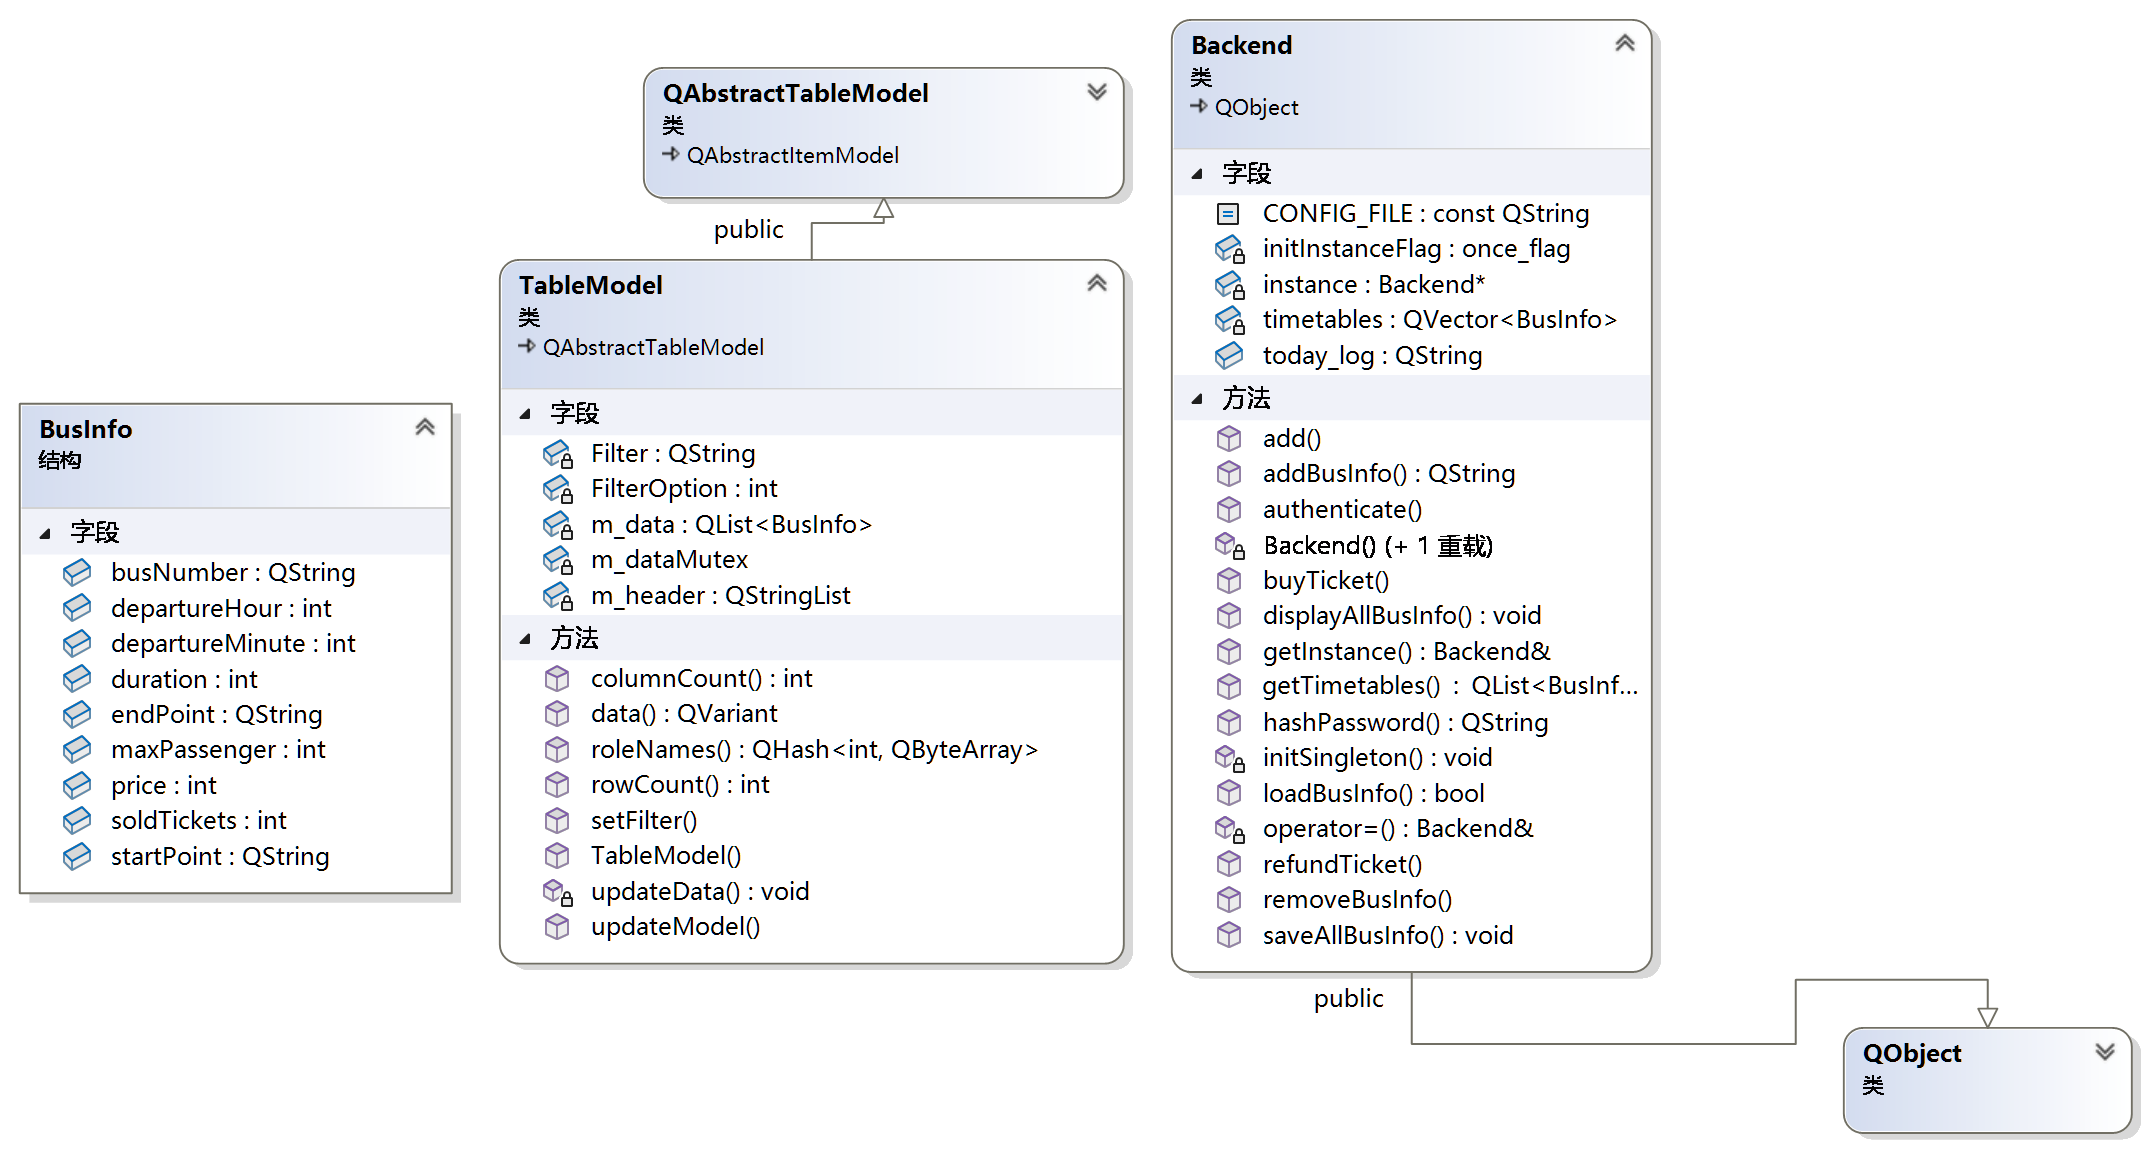 BusInfo
结构
字段
busNumber : QString
departureHour : int
departureMinute : int
duration : int
endPoint : QString
maxPassenger : int
price : int
soldTickets : int
startPoint : QString
QAbstractTableModel
类
QAbstractItemModel
public
TableModel
类
QAbstractTableModel
字段
Filter : QString
FilterOption : int
m_data : QList<BusInfo>
m_dataMutex
m_header : QStringList
方法
columnCount() : int
data() : QVariant
roleNames() : QHash<int, QByteArray>
rowCount() : int
setFilter()
TableModel()
updateData() : void
updateModel()
Backend
类
QObject
字段
CONFIG_FILE : const QString
initInstanceFlag : once_flag
instance : Backend*
timetables : QVector<BusInfo>
today_log : QString
方法
add()
addBusInfo() : QString
authenticate()
Backend() (+ 1 重载)
buyTicket()
displayAllBusInfo() : void
getInstance() : Backend&
getTimetables() : QList<BusInf...
hashPassword() : QString
initSingleton() : void
loadBusInfo() : bool
operator=() : Backend&
refundTicket()
removeBusInfo()
saveAllBusInfo() : void
public
QObject
类